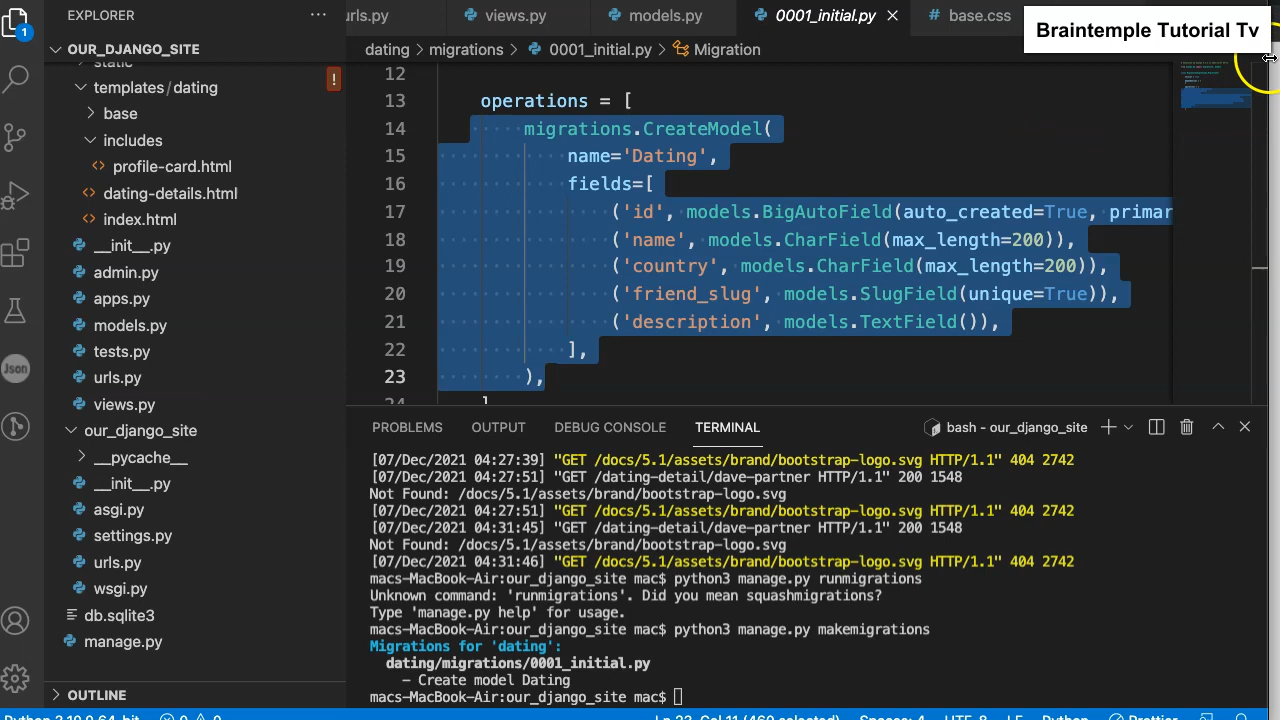 EXPLORER
urls.py
views.py
models.py
0001_initial.py
base.css
Braintemple Tutorial Tv
1
OUR_DJANGO_SITE
dating
migrations
0001_initial.py
Migration
static
templates/dating
!
base
includes
profile-card.html
dating-details.html
index.html
__init__.py
admin.py
apps.py
models.py
tests.py
urls.py
views.py
our_django_site
__pycache__
__init__.py
asgi.py
settings.py
urls.py
wsgi.py
db.sqlite3
manage.py
OUTLINE
Json
12
13 operations = [
14 migrations.CreateModel(
15 name='Dating',
16 fields=[
17 ('id', models.BigAutoField(auto_created=True, primar
18 ('name', models.CharField(max_length=200)),
19 ('country', models.CharField(max_length=200)),
20 ('friend_slug', models.SlugField(unique=True)),
21 ('description', models.TextField()),
22 ],
23 ),
24 ]
PROBLEMS
OUTPUT
DEBUG CONSOLE
TERMINAL
bash - our_django_site
[07/Dec/2021 04:27:39] "GET /docs/5.1/assets/brand/bootstrap-logo.svg HTTP/1.1" 404 2742
[07/Dec/2021 04:27:51] "GET /dating-detail/dave-partner HTTP/1.1" 200 1548
Not Found: /docs/5.1/assets/brand/bootstrap-logo.svg
[07/Dec/2021 04:27:51] "GET /docs/5.1/assets/brand/bootstrap-logo.svg HTTP/1.1" 404 2742
[07/Dec/2021 04:31:45] "GET /dating-detail/dave-partner HTTP/1.1" 200 1548
Not Found: /docs/5.1/assets/brand/bootstrap-logo.svg
[07/Dec/2021 04:31:46] "GET /docs/5.1/assets/brand/bootstrap-logo.svg HTTP/1.1" 404 2742
macs-MacBook-Air:our_django_site mac$ python3 manage.py runmigrations
Unknown command: 'runmigrations'. Did you mean squashmigrations?
Type 'manage.py help' for usage.
macs-MacBook-Air:our_django_site mac$ python3 manage.py makemigrations
Migrations for 'dating':
dating/migrations/0001_initial.py
- Create model Dating
macs-MacBook-Air:our_django_site mac$